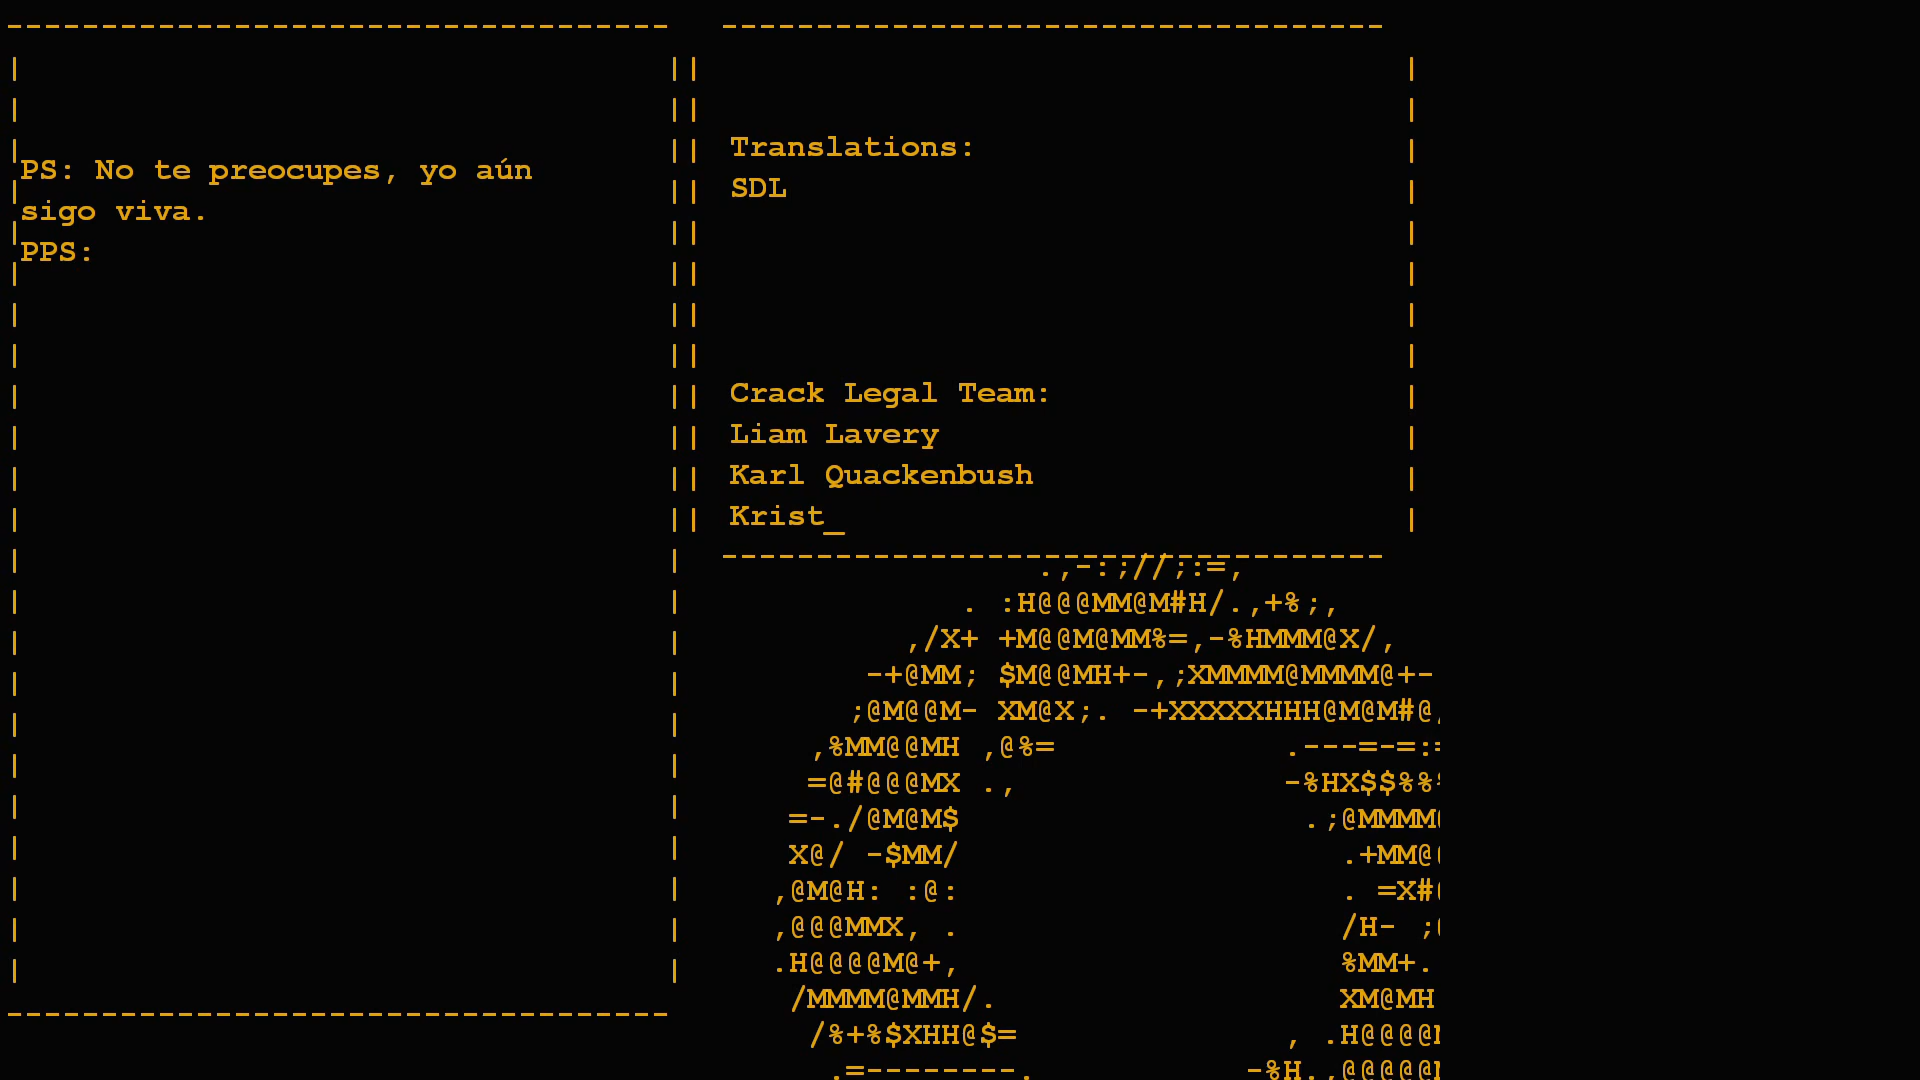 PS: No te preocupes, yo aún
sigo viva.
PPS:
Translations:
SDL
Crack Legal Team:
Liam Lavery
Karl Quackenbush
Krist_